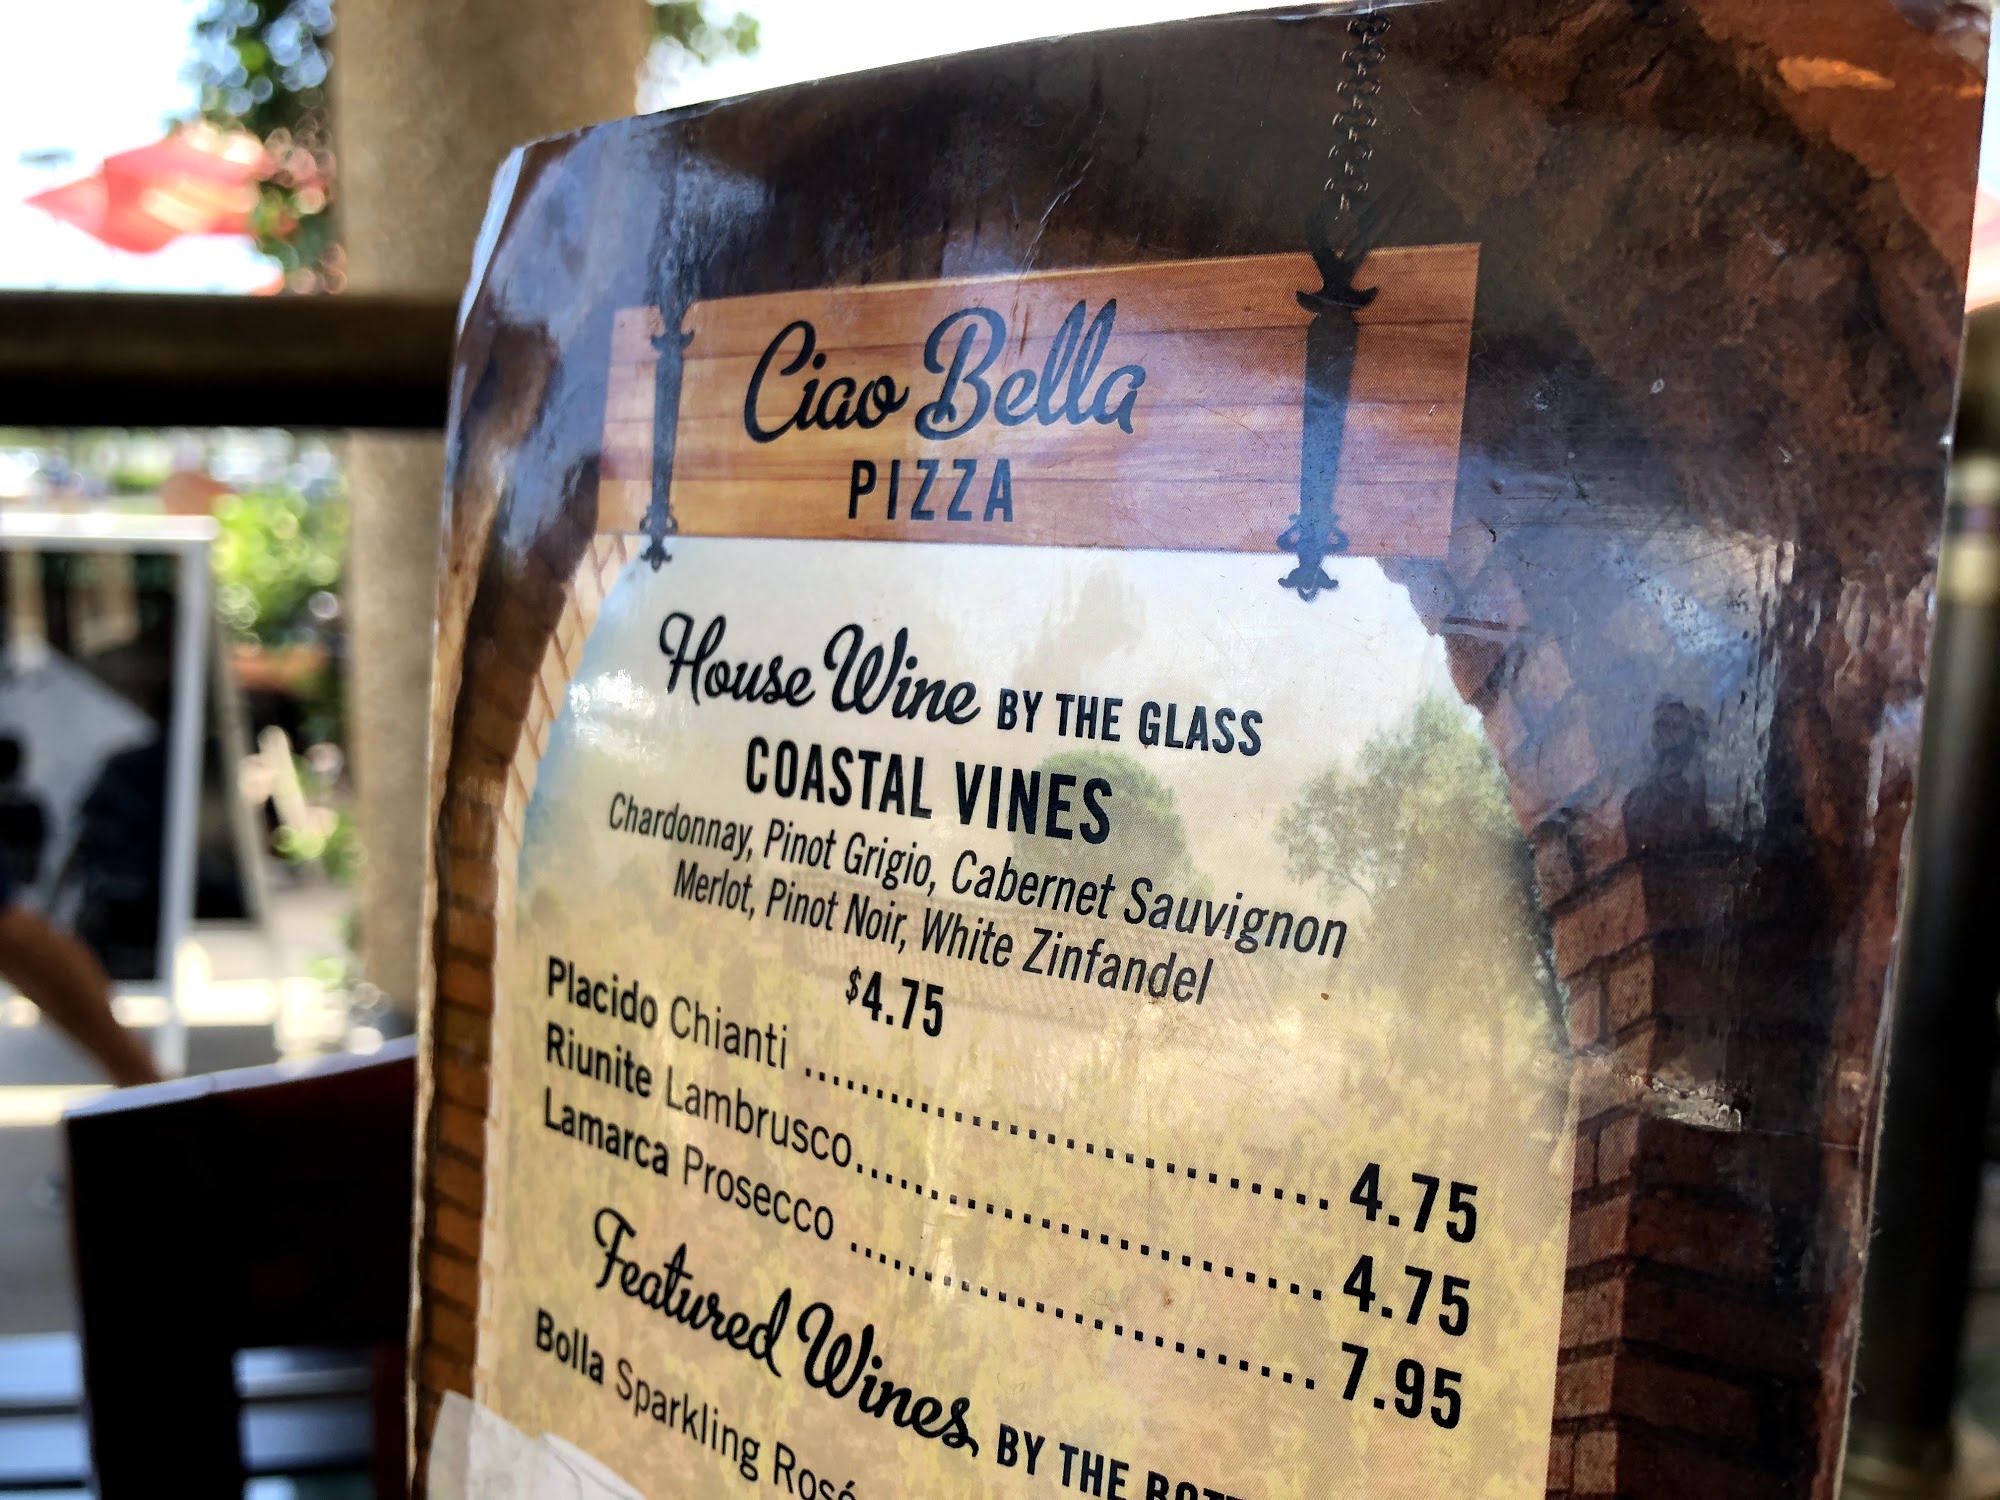 Ciao Bella
PIZZA
House Wine BY THE GLASS
COASTAL VINES
Chardonnay, Pinot Grigio, Cabernet Sauvignon
Merlot, Pinot Noir, White Zinfandel
$4.75
Placido Chianti .................................... 4.75
Riunite Lambrusco................................ 4.75
Lamarca Prosecco ................................ 7.95
Featured Wines BY THE
Bolla Sparkling Rosé